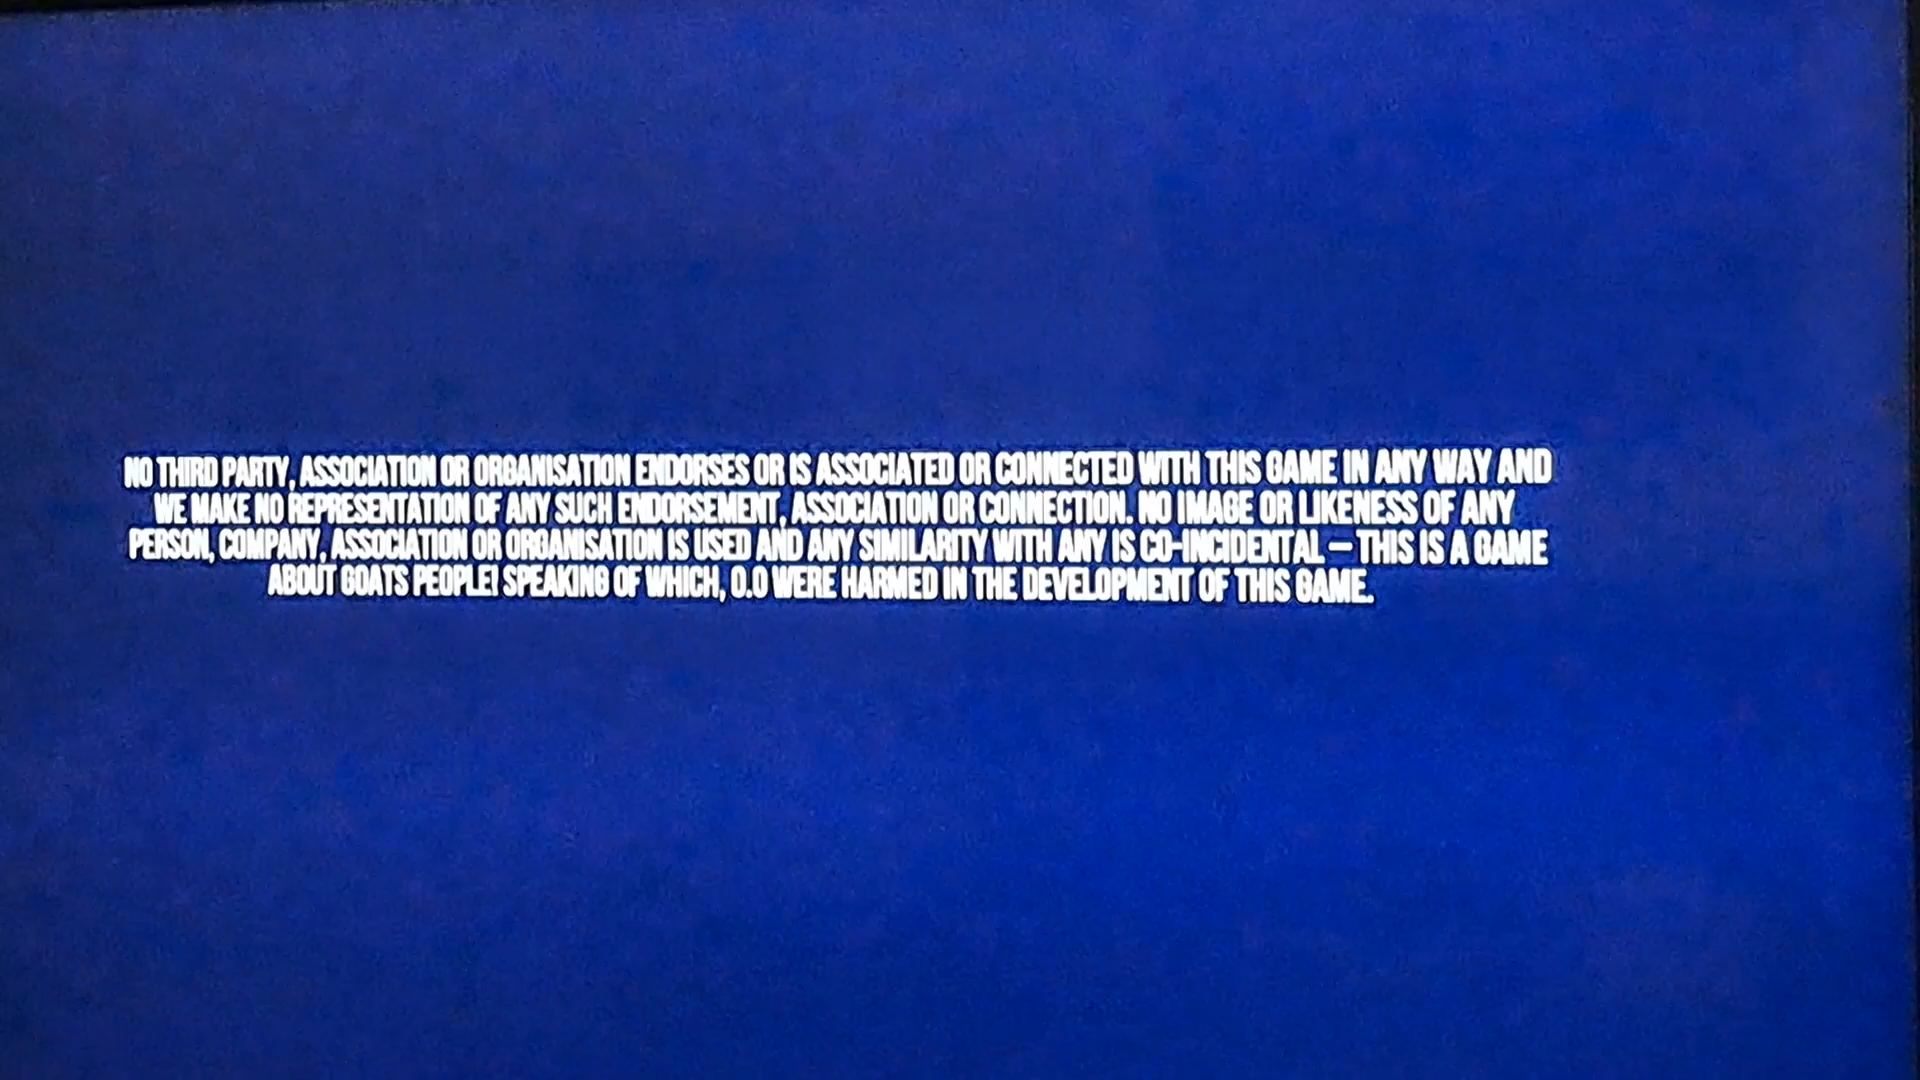 NO THIRD PARTY, ASSOCIATION OR ORGANISATION ENDORSES OR IS ASSOCIATED OR CONNECTED WITH THIS GAME IN ANY WAY AND
WE MAKE NO REPRESENTATION OF ANY SUCH ENDORSEMENT, ASSOCIATION OR CONNECTION. NO IMAGE OR LIKENESS OF ANY
PERSON, COMPANY, ASSOCIATION OR ORGANISATION IS USED AND ANY SIMILARITY WITH ANY IS CO-INCIDENTAL – THIS IS A GAME
ABOUT GOATS PEOPLE! SPEAKING OF WHICH, 0.0 WERE HARMED IN THE DEVELOPMENT OF THIS GAME.